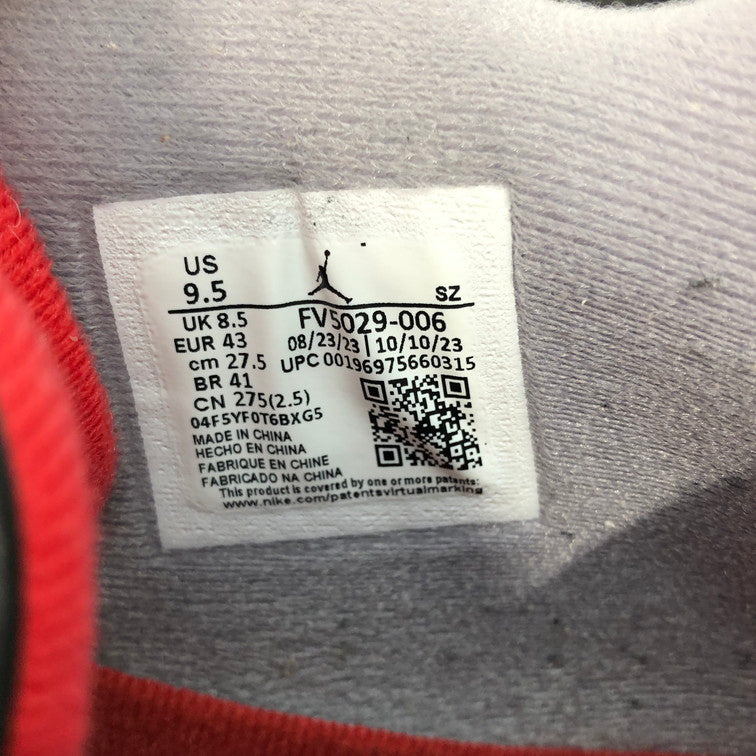 US
9.5
SZ
UK 8.5
FV5029-006
EUR 43
08/23/23 | 10/10/23
cm 27.5
UPC 00196975660315
BR 41
CN 275(2.5)
04F5YF0T6BXG5
MADE IN CHINA
HECHO EN CHINA
FABRIQUE EN CHINE
FABRICADO NA CHINA
This product is covered by one or more patents:
www.nike.com/patentsvirtualmarking